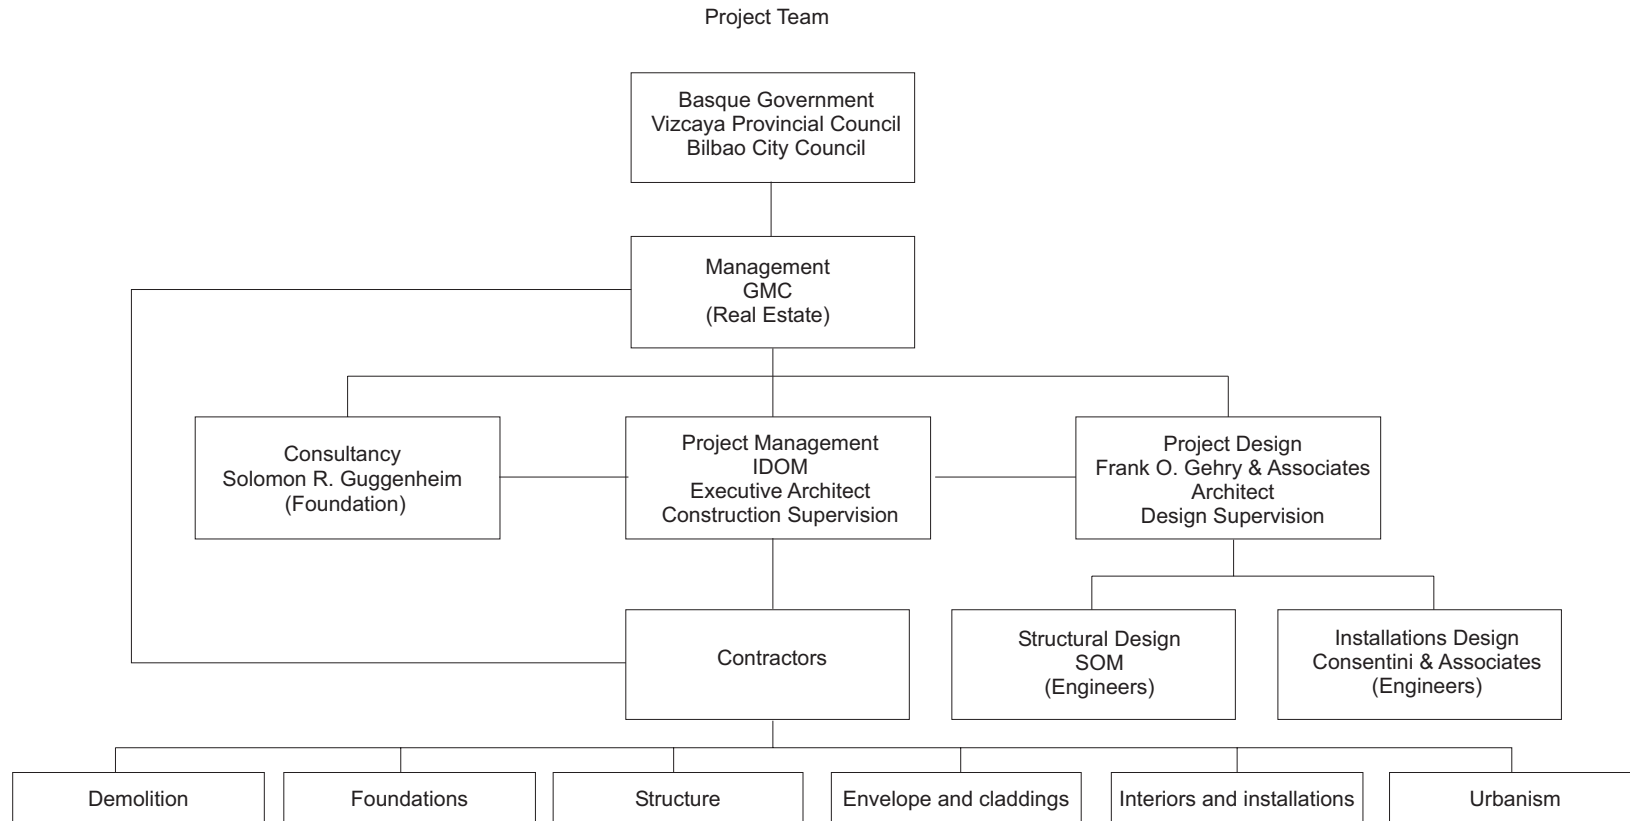 Project Team
Basque Government
Vizcaya Provincial Council
Bilbao City Council
Management
GMC
(Real Estate)
Consultancy
Solomon R. Guggenheim
(Foundation)
Project Management
IDOM
Executive Architect
Construction Supervision
Project Design
Frank O. Gehry & Associates
Architect
Design Supervision
Contractors
Structural Design
SOM
(Engineers)
Installations Design
Consentini & Associates
(Engineers)
Demolition
Foundations
Structure
Envelope and claddings
Interiors and installations
Urbanism